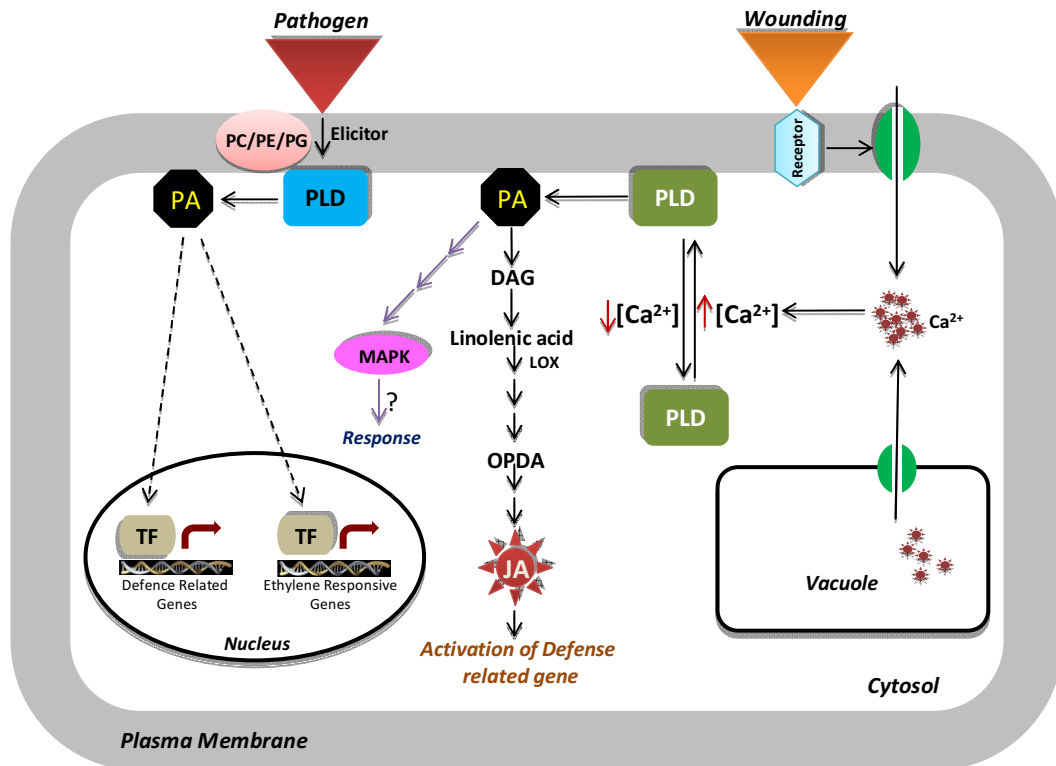 Pathogen
Wounding
PC/PE/PG
Elicitor
Receptor
PA
PLD
PA
PLD
DAG
[Ca²⁺]
[Ca²⁺]
Ca²⁺
Linolenic acid
LOX
MAPK
?
Response
PLD
OPDA
TF
TF
JA
Defence Related
Genes
Ethylene Responsive
Genes
Nucleus
Vacuole
Activation of Defense
related gene
Cytosol
Plasma Membrane